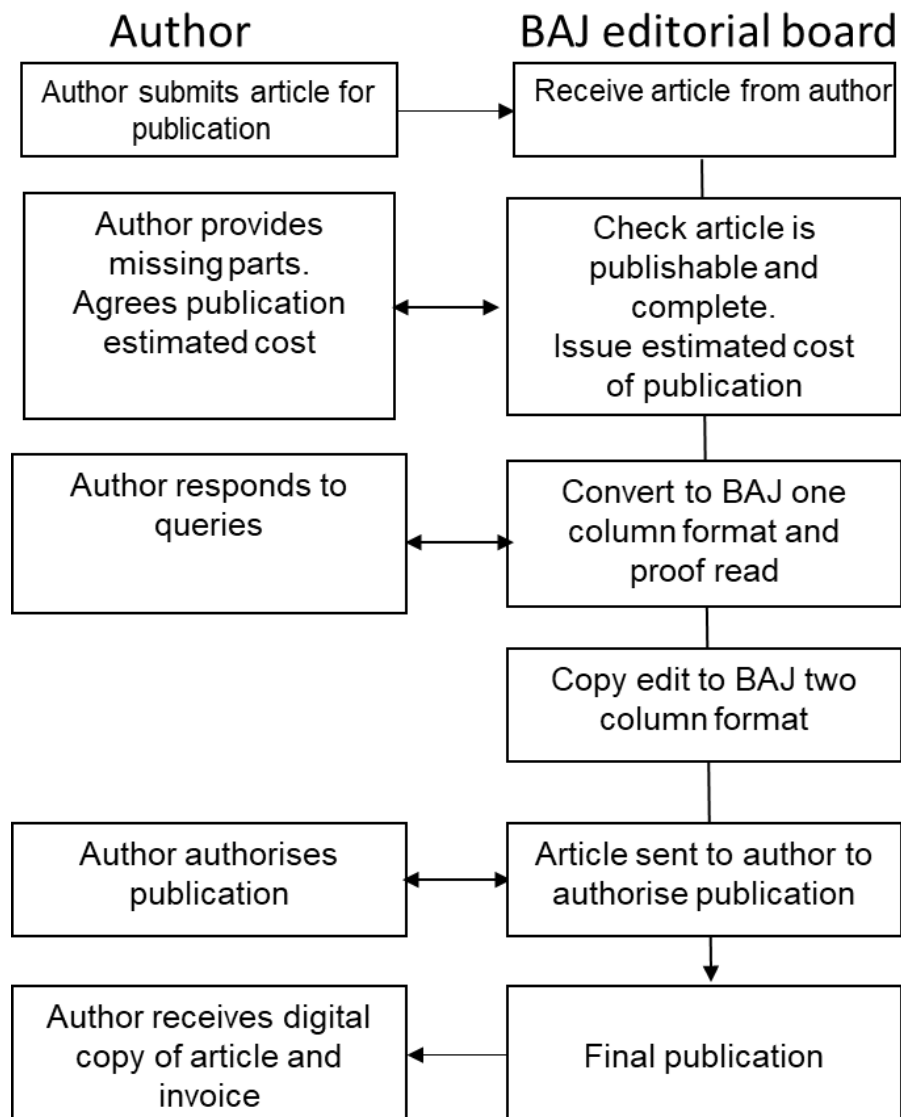 Author
BAJ editorial board
Author submits article for
publication
Receive article from author
Author provides
missing parts.
Agrees publication
estimated cost
Check article is
publishable and
complete.
Issue estimated cost
of publication
Author responds to
queries
Convert to BAJ one
column format and
proof read
Copy edit to BAJ two
column format
Author authorises
publication
Article sent to author to
authorise publication
Author receives digital
copy of article and
invoice
Final publication